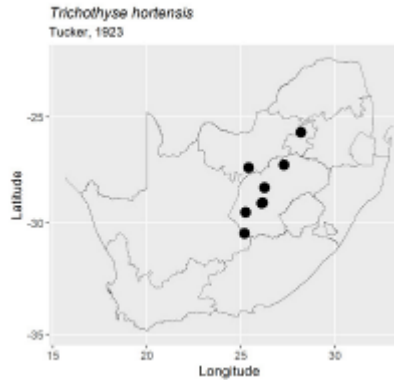 Trichothyse hortensis
Tucker, 1923
-25
-30
-35
Latitude
15 20 25 30
Longitude